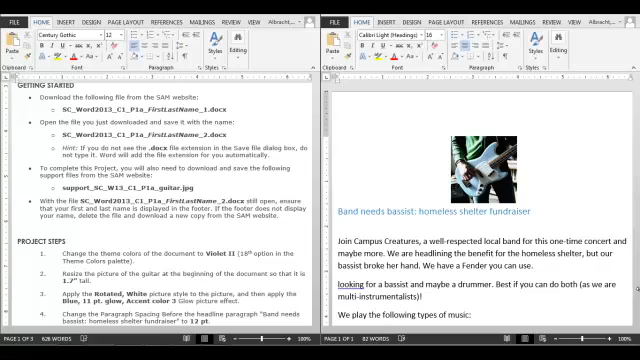 FILE HOME INSERT DESIGN PAGE LAYOUT REFERENCES MAILINGS REVIEW VIEW Albrecht,
Century Gothic 12
Paste
Styles Editing
Clipboard Font Paragraph Styles
GETTING STARTED
• Download the following file from the SAM website:
o SC_Word2013_C1_P1a_FirstLastName_1.docx
• Open the file you just downloaded and save it with the name:
o SC_Word2013_C1_P1a_FirstLastName_2.docx
o Hint: If you do not see the .docx file extension in the Save file dialog box, do
not type it. Word will add the file extension for you automatically.
• To complete this Project, you will also need to download and save the following
support files from the SAM website:
o support_SC_W13_C1_P1a_guitar.jpg
• With the file SC_Word2013_C1_P1a_FirstLastName_2.docx still open, ensure
that your first and last name is displayed in the footer. If the footer does not display
your name, delete the file and download a new copy from the SAM website.
PROJECT STEPS
1. Change the theme colors of the document to Violet II (18th option in the
Theme Colors palette).
2. Resize the picture of the guitar at the beginning of the document so that it is
1.7" tall.
3. Apply the Rotated, White picture style to the picture, and then apply the
Blue, 11 pt. glow, Accent color 3 Glow picture effect.
4. Change the Paragraph Spacing Before the headline paragraph "Band needs
bassist: homeless shelter fundraiser" to 12 pt.
PAGE 1 OF 3 626 WORDS 100%
FILE HOME INSERT DESIGN PAGE LAYOUT REFERENCES MAILINGS REVIEW VIEW Albrecht,
Calibri Light (Headings) 16
Paste
Styles Editing
Clipboard Font Paragraph Styles
Band needs bassist: homeless shelter fundraiser
Join Campus Creatures, a well-respected local band for this one-time concert and
maybe more. We are headlining the benefit for the homeless shelter, but our
bassist broke her hand. We have a Fender you can use.
looking for a bassist and maybe a drummer. Best if you can do both (as we are
multi-instrumentalists)!
We play the following types of music:
PAGE 1 OF 1 82 WORDS 100%